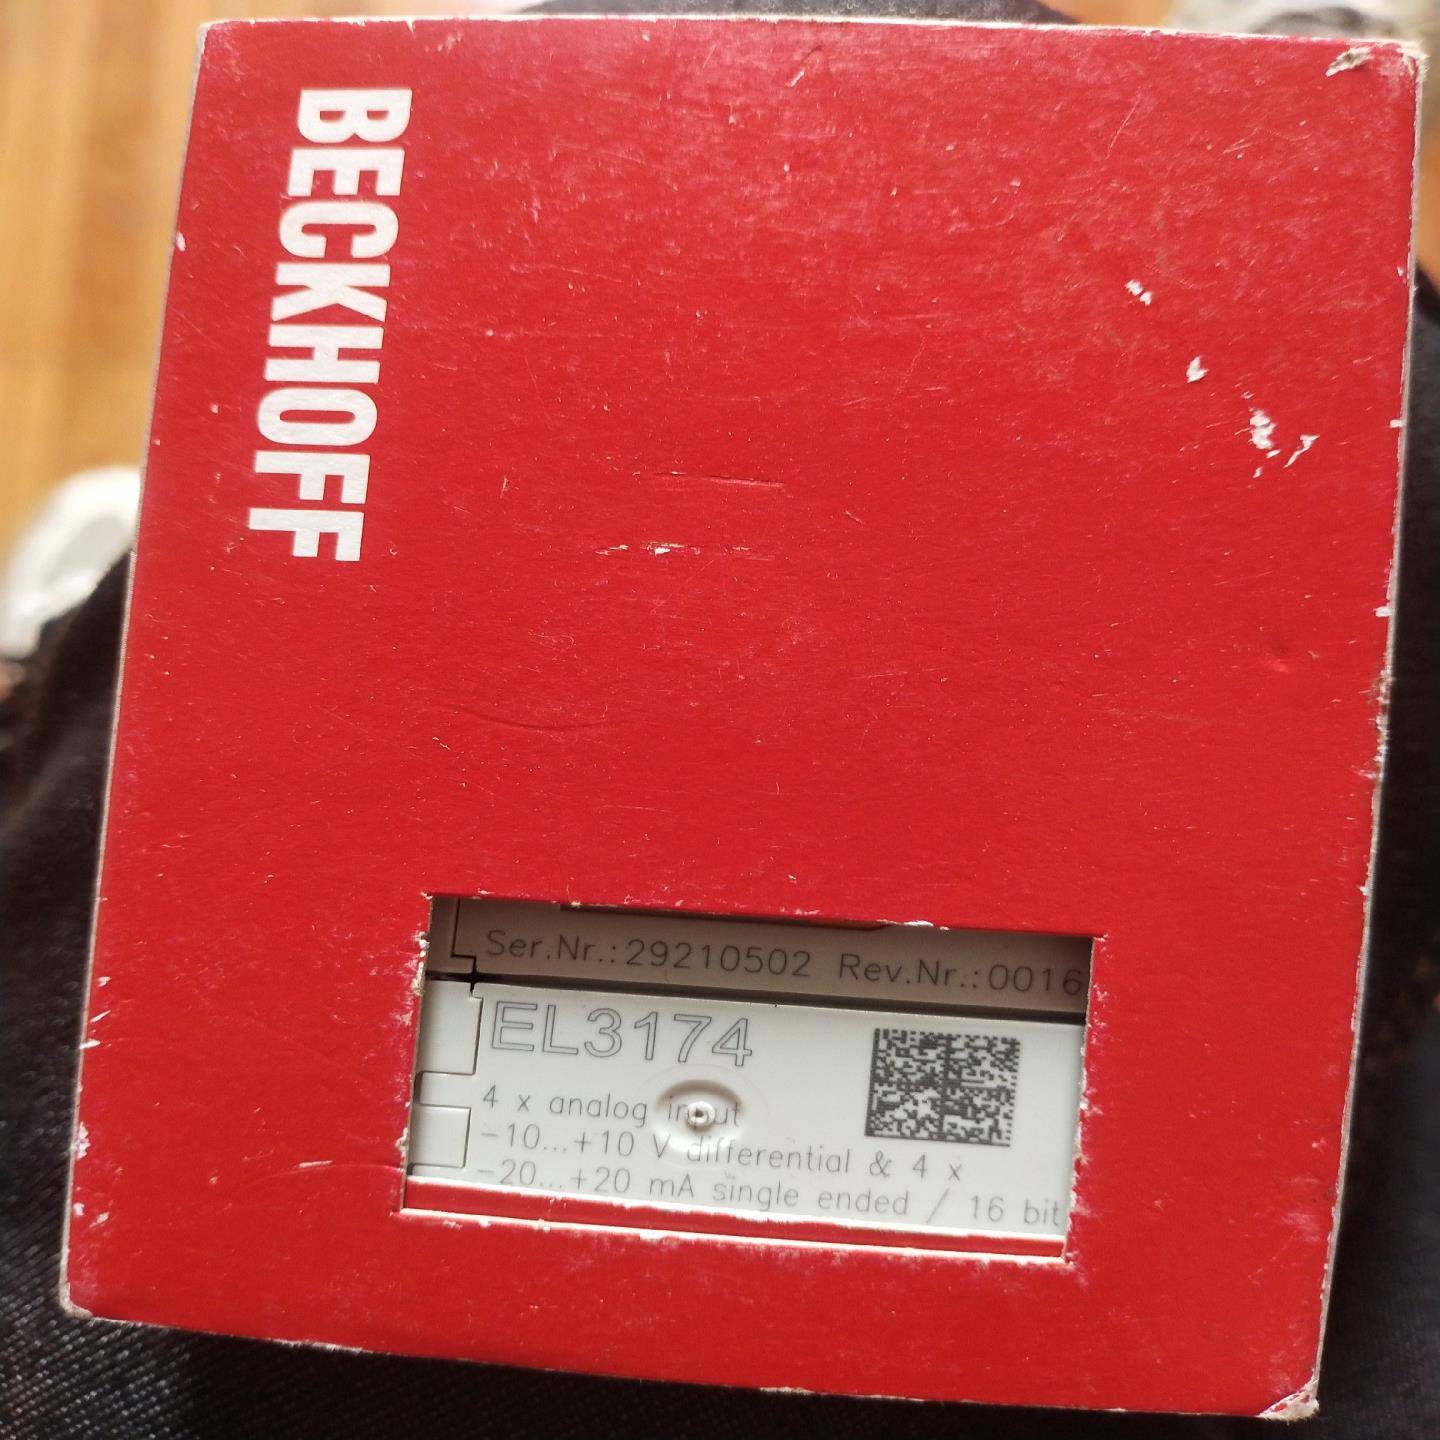 BECKHOFF
Ser.Nr.:29210502 Rev.Nr.:0016
EL3174
4 x analog input
-10...+10 V differential & 4 x
-20...+20 mA single ended / 16 bit